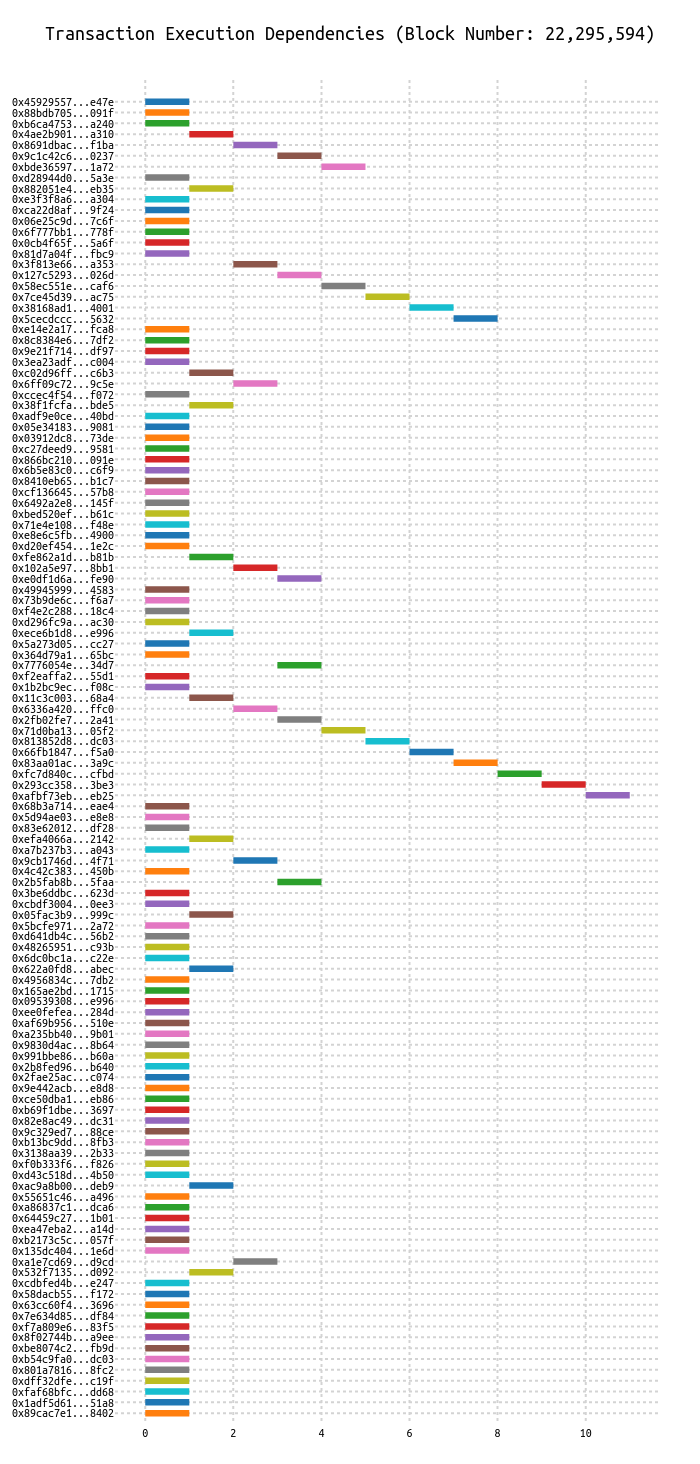 Transaction Execution Dependencies (Block Number: 22,295,594)
0x45929557...e47e
0x88bdb705...091f
0xb6ca4753...a240
0x4ae2b901...a310
0x8691dbac...f1ba
0x9c1c42c6...0237
0xbde36597...1a72
0xd28944d0...5a3e
0x882051e4...eb35
0xe3f3f8a6...a304
0xca22d8af...9f24
0x06e25c9d...7c6f
0x6f777bb1...778f
0x0cb4f65f...5a6f
0x81d7a04f...fbc9
0x3f813e66...a353
0x127c5293...026d
0x58ec551e...caf6
0x7ce45d39...ac75
0x38168ad1...4001
0x5cecdccc...5632
0xe14e2a17...fca8
0x8c8384e6...7df2
0x9e21f714...df97
0x3ea23adf...c004
0xc02d96ff...c6b3
0x6ff09c72...9c5e
0xccec4f54...f072
0x38f1fcfa...bde5
0xadf9e0ce...40bd
0x05e34183...9081
0x03912dc8...73de
0xc27deed9...9581
0x866bc210...091e
0x6b5e83c0...c6f9
0x8410eb65...b1c7
0xcf136645...57b8
0x6492a2e8...145f
0xbed520ef...b61c
0x71e4e108...f48e
0xe8e6c5fb...4900
0xd20ef454...1e2c
0xfe862a1d...b81b
0x102a5e97...8bb1
0xe0df1d6a...fe90
0x49945999...4583
0x73b9de6c...f6a7
0xf4e2c288...18c4
0xd296fc9a...ac30
0xece6b1d8...e996
0x5a273d05...cc27
0x364d79a1...65bc
0x7776054e...34d7
0xf2eaffa2...55d1
0x1b2bc9ec...f08c
0x11c3c003...68a4
0x6336a420...ffc0
0x2fb02fe7...2a41
0x71d0ba13...05f2
0x813852d8...dc03
0x66fb1847...f5a0
0x83aa01ac...3a9c
0xfc7d840c...cfbd
0x293cc358...3be3
0xafbf73eb...eb25
0x68b3a714...eae4
0x5d94ae03...e8e8
0x83e62012...df28
0xefa4066a...2142
0xa7b237b3...a043
0x9cb1746d...4f71
0x4c42c383...450b
0x2b5fab8b...5faa
0x3be6ddbc...623d
0xcbdf3004...0ee3
0x05fac3b9...999c
0x5bcfe971...2a72
0xd641db4c...56b2
0x48265951...c93b
0x6dc0bc1a...c22e
0x622a0fd8...abec
0x4956834c...7db2
0x165ae2bd...1715
0x09539308...e996
0xee0fefea...284d
0xaf69b956...510e
0xa235bb40...9b01
0x9830d4ac...8b64
0x991bbe86...b60a
0x2b8fed96...b640
0x2fae25ac...c074
0x9e442acb...e8d8
0xce50dba1...eb86
0xb69f1dbe...3697
0x82e8ac49...dc31
0x9c329ed7...88ce
0xb13bc9dd...8fb3
0x3138aa39...2b33
0xf0b333f6...f826
0xd43c518d...4b50
0xac9a8b00...deb9
0x55651c46...a496
0xa86837c1...dca6
0x64459c27...1b01
0xea47eba2...a14d
0xb2173c5c...057f
0x135dc404...1e6d
0xa1e7cd69...d9cd
0x532f7135...d092
0xcdbfed4b...e247
0x58dacb55...f172
0x63cc60f4...3696
0x7e634d85...df84
0xf7a809e6...83f5
0x8f02744b...a9ee
0xbe8074c2...fb9d
0xb54c9fa0...dc03
0x801a7816...8fc2
0xdff32dfe...c19f
0xfaf68bfc...dd68
0x1adf5d61...51a8
0x89cac7e1...8402
0 2 4 6 8 10